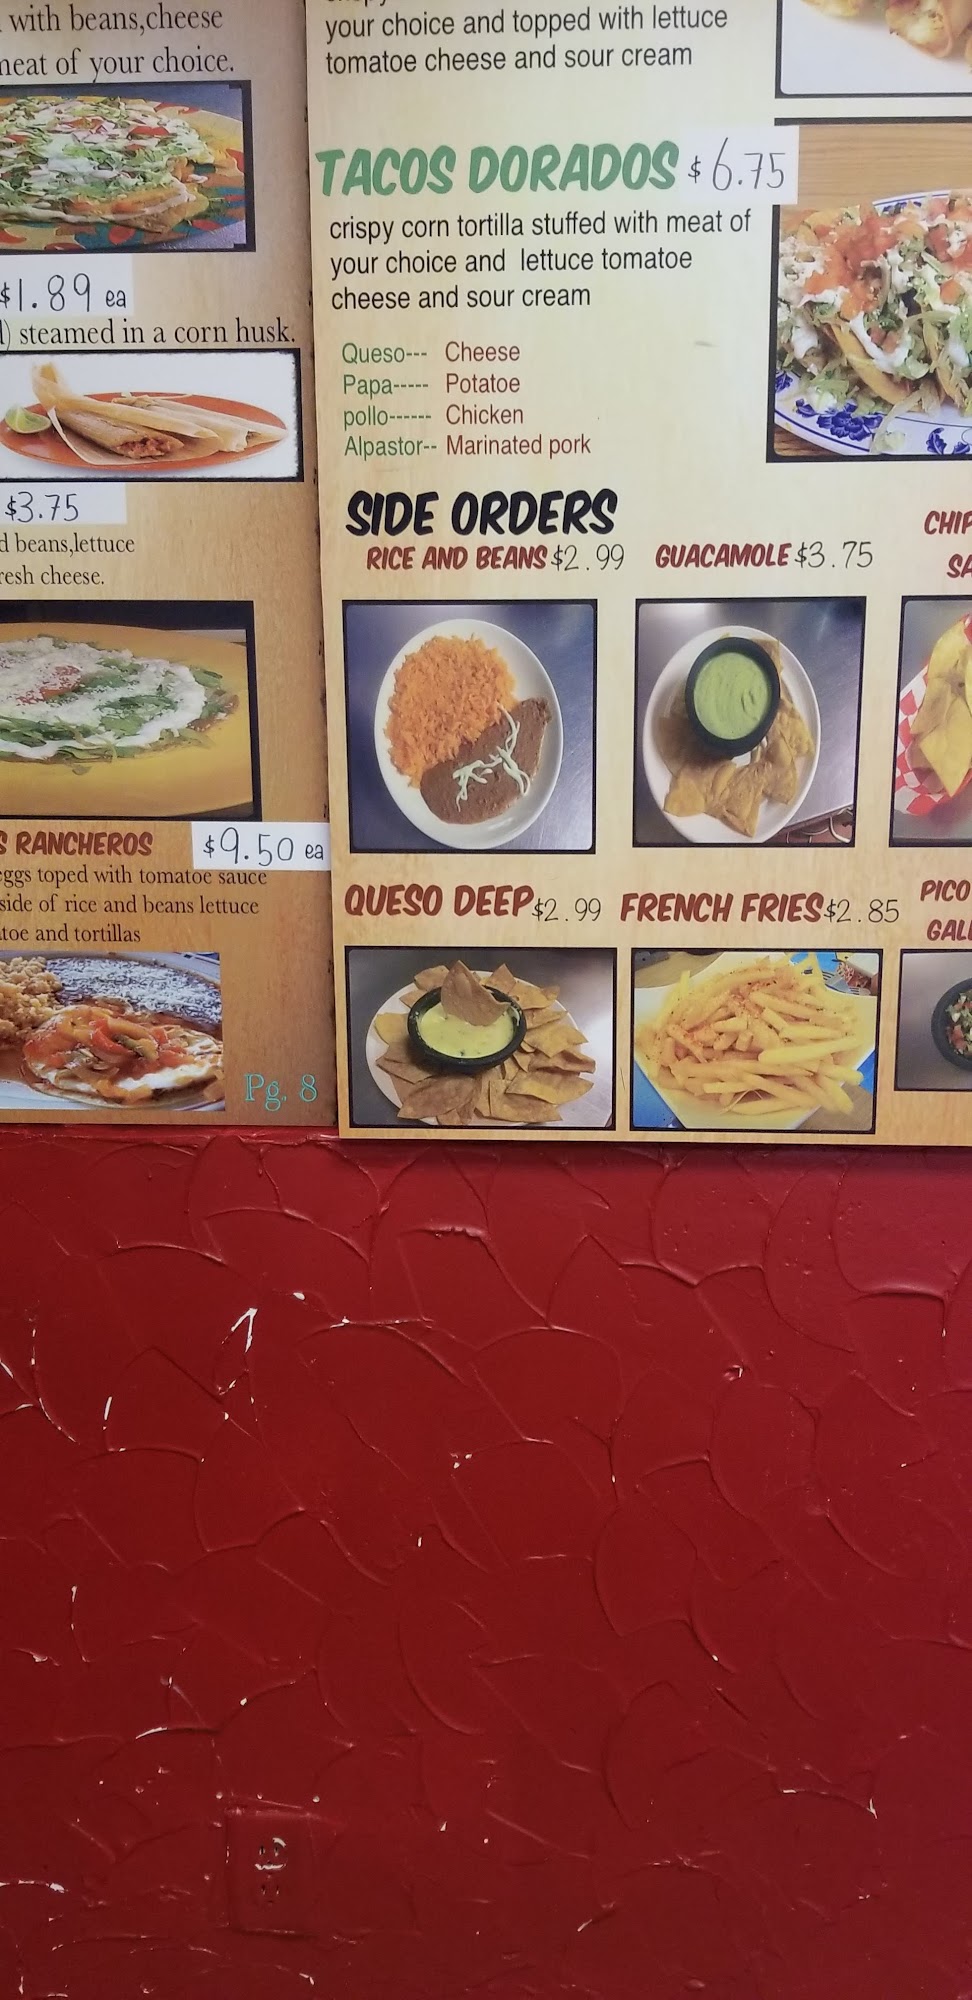 with beans,cheese
meat of your choice.
$1.89 ea
steamed in a corn husk.
$3.75
beans,lettuce
fresh cheese.
RANCHEROS $9.50 ea
eggs toped with tomatoe sauce
side of rice and beans lettuce
and tortillas
Pg. 8
your choice and topped with lettuce
tomatoe cheese and sour cream
TACOS DORADOS $6.75
crispy corn tortilla stuffed with meat of
your choice and lettuce tomatoe
cheese and sour cream
Queso--- Cheese
Papa----- Potatoe
pollo------ Chicken
Alpastor-- Marinated pork
SIDE ORDERS
RICE AND BEANS $2.99
GUACAMOLE $3.75
QUESO DEEP $2.99
FRENCH FRIES $2.85
PICO